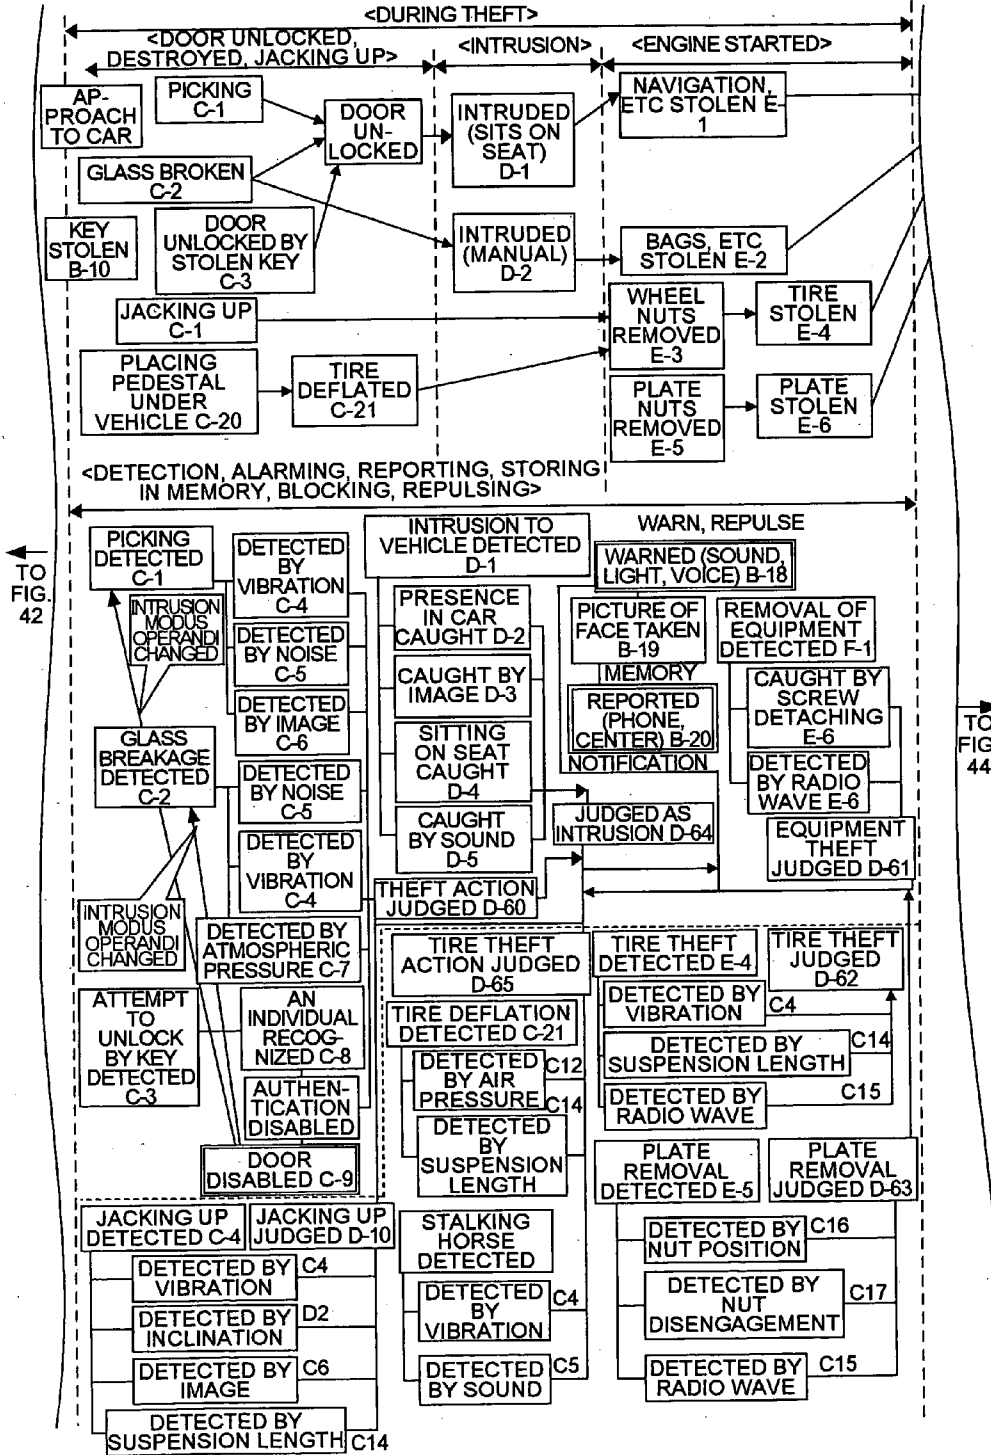 <DURING THEFT>
<DOOR UNLOCKED,
DESTROYED, JACKING UP>
<INTRUSION>
<ENGINE STARTED>
AP-
PROACH
TO CAR
PICKING
C-1
DOOR
UN-
LOCKED
INTRUDED
(SITS ON
SEAT)
D-1
NAVIGATION,
ETC STOLEN E-
1
GLASS BROKEN
C-2
KEY
STOLEN
B-10
DOOR
UNLOCKED BY
STOLEN KEY
C-3
INTRUDED
(MANUAL)
D-2
BAGS, ETC
STOLEN E-2
JACKING UP
C-1
WHEEL
NUTS
REMOVED
E-3
TIRE
STOLEN
E-4
PLACING
PEDESTAL
UNDER
VEHICLE C-20
TIRE
DEFLATED
C-21
PLATE
NUTS
REMOVED
E-5
PLATE
STOLEN
E-6
<DETECTION, ALARMING, REPORTING, STORING
IN MEMORY, BLOCKING, REPULSING>
TO
FIG.
42
PICKING
DETECTED
C-1
INTRUSION
MODUS
OPERANDI
CHANGED
DETECTED
BY
VIBRATION
C-4
DETECTED
BY NOISE
C-5
DETECTED
BY IMAGE
C-6
GLASS
BREAKAGE
DETECTED
C-2
DETECTED
BY NOISE
C-5
DETECTED
BY
VIBRATION
C-4
INTRUSION
MODUS
OPERANDI
CHANGED
DETECTED BY
ATMOSPHERIC
PRESSURE C-7
ATTEMPT
TO
UNLOCK
BY KEY
DETECTED
C-3
AN
INDIVIDUAL
RECOG-
NIZED C-8
AUTHEN-
TICATION
DISABLED
DOOR
DISABLED C-9
INTRUSION TO
VEHICLE DETECTED
D-1
PRESENCE
IN CAR
CAUGHT D-2
CAUGHT BY
IMAGE D-3
SITTING
ON SEAT
CAUGHT
D-4
CAUGHT
BY SOUND
D-5
THEFT ACTION
JUDGED D-60
WARN, REPULSE
WARNED (SOUND,
LIGHT, VOICE) B-18
PICTURE OF
FACE TAKEN
B-19
MEMORY
REPORTED
(PHONE,
CENTER) B-20
NOTIFICATION
JUDGED AS
INTRUSION D-64
REMOVAL OF
EQUIPMENT
DETECTED F-1
CAUGHT BY
SCREW
DETACHING
E-6
DETECTED
BY RADIO
WAVE E-6
EQUIPMENT
THEFT
JUDGED D-61
TO
FIG.
44
TIRE THEFT
ACTION JUDGED
D-65
TIRE DEFLATION
DETECTED C-21
DETECTED
BY AIR
PRESSURE
C12
DETECTED
BY
SUSPENSION
LENGTH
C14
TIRE THEFT
DETECTED E-4
TIRE THEFT
JUDGED
D-62
DETECTED BY
VIBRATION
C4
DETECTED BY
SUSPENSION LENGTH
C14
DETECTED BY
RADIO WAVE
C15
PLATE
REMOVAL
DETECTED E-5
PLATE
REMOVAL
JUDGED D-63
DETECTED BY
NUT POSITION
C16
DETECTED BY
NUT
DISENGAGEMENT
C17
DETECTED BY
RADIO WAVE
C15
JACKING UP
DETECTED C-4
JACKING UP
JUDGED D-10
DETECTED BY
VIBRATION
C4
DETECTED BY
INCLINATION
D2
DETECTED BY
IMAGE
C6
DETECTED BY
SUSPENSION LENGTH
C14
STALKING
HORSE
DETECTED
DETECTED
BY
VIBRATION
C4
DETECTED
BY SOUND
C5